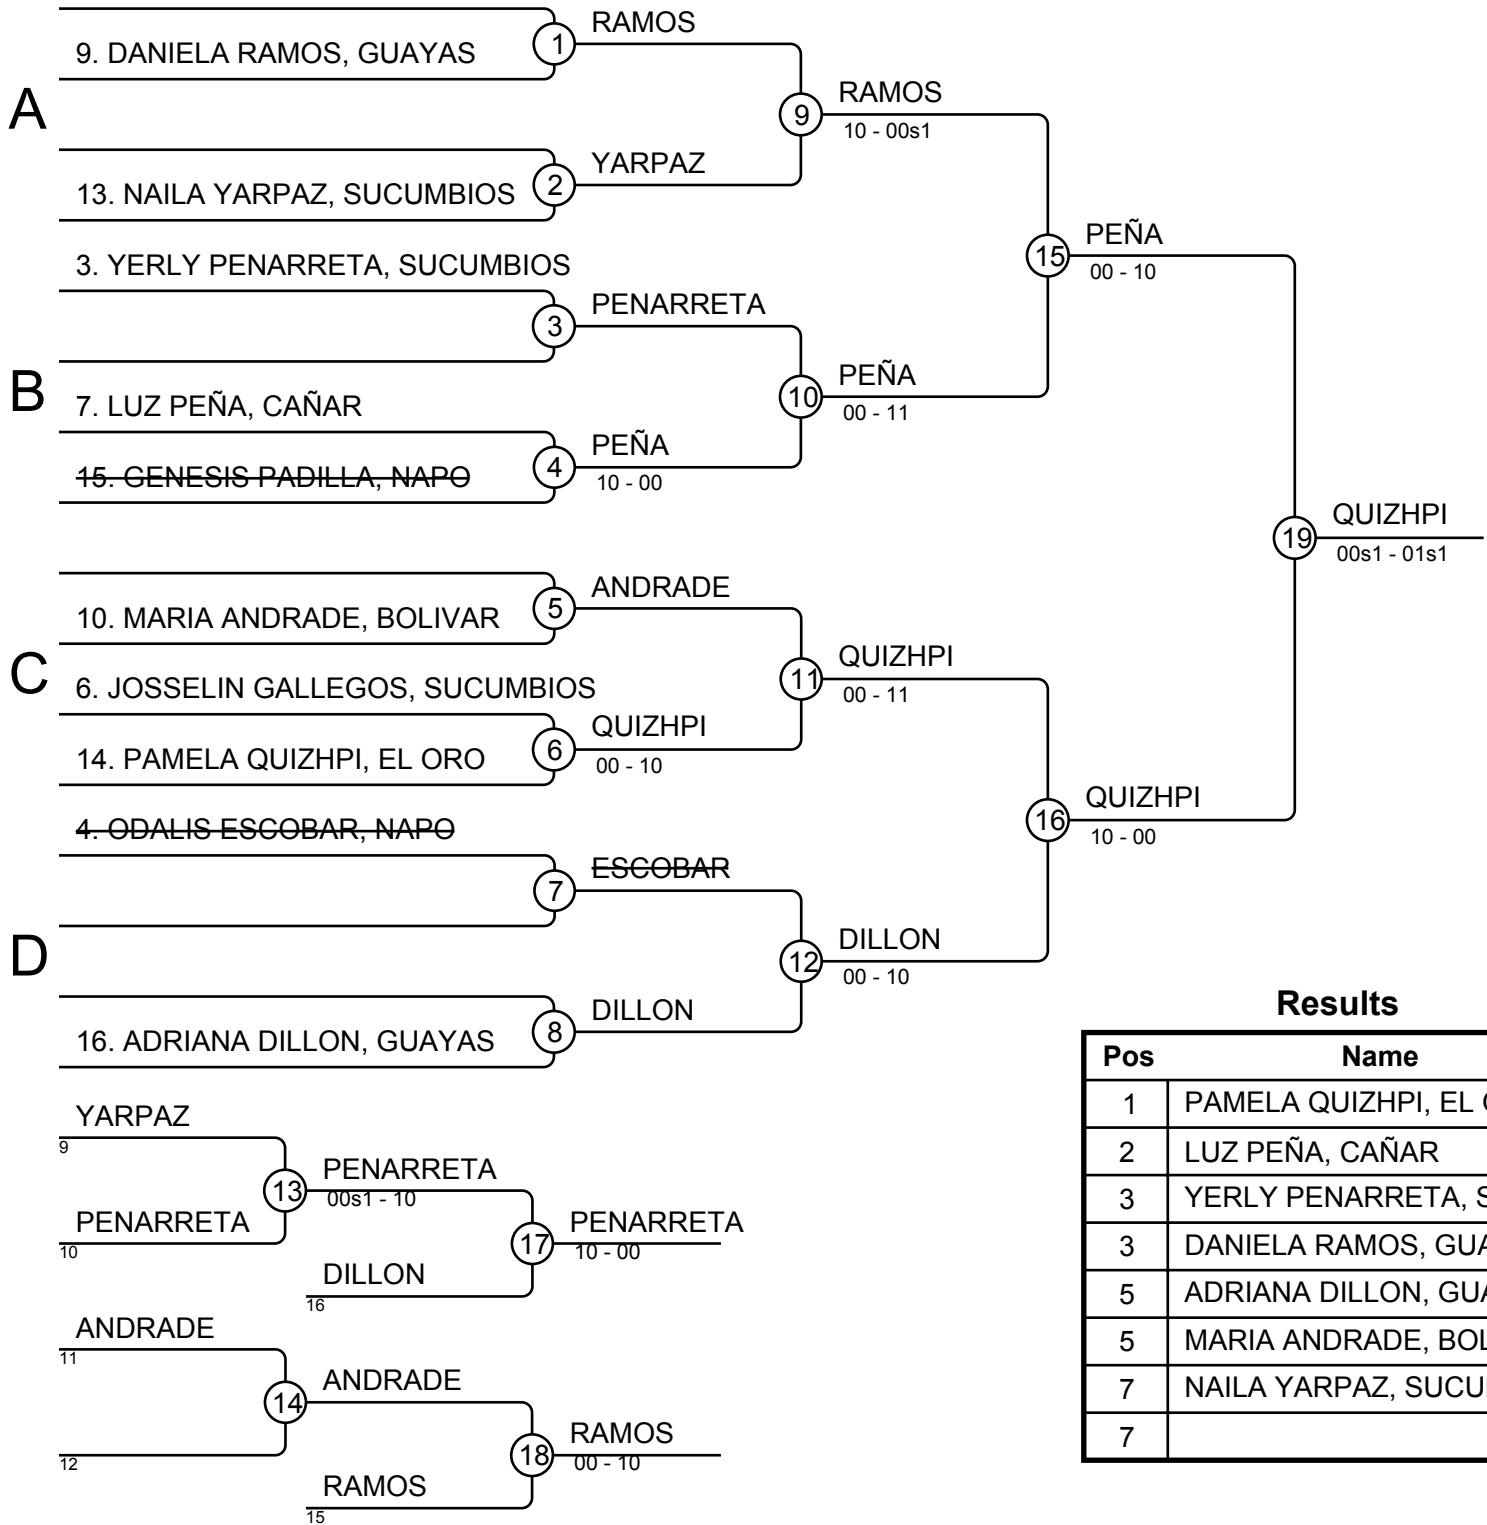 RAMOS
1
9. DANIELA RAMOS, GUAYAS
A
RAMOS
9
10 - 00s1
YARPAZ
2
13. NAILA YARPAZ, SUCUMBIOS
3. YERLY PENARRETA, SUCUMBIOS
PEÑA
15
00 - 10
PENARRETA
3
B
PEÑA
10
00 - 11
7. LUZ PEÑA, CAÑAR
PEÑA
4
10 - 00
15. GENESIS PADILLA, NAPO
QUIZHPI
19
00s1 - 01s1
ANDRADE
5
10. MARIA ANDRADE, BOLIVAR
C
QUIZHPI
11
00 - 11
6. JOSSELIN GALLEGOS, SUCUMBIOS
QUIZHPI
6
00 - 10
14. PAMELA QUIZHPI, EL ORO
QUIZHPI
16
10 - 00
4. ODALIS ESCOBAR, NAPO
ESCOBAR
7
D
DILLON
12
00 - 10
DILLON
8
16. ADRIANA DILLON, GUAYAS
YARPAZ
9
PENARRETA
13
00s1 - 10
PENARRETA
10
PENARRETA
17
10 - 00
DILLON
16
ANDRADE
11
ANDRADE
14
12
RAMOS
18
00 - 10
RAMOS
15
Results
Pos Name
1 PAMELA QUIZHPI, EL
2 LUZ PEÑA, CAÑAR
3 YERLY PENARRETA, S
3 DANIELA RAMOS, GUA
5 ADRIANA DILLON, GUA
5 MARIA ANDRADE, BOL
7 NAILA YARPAZ, SUCU
7